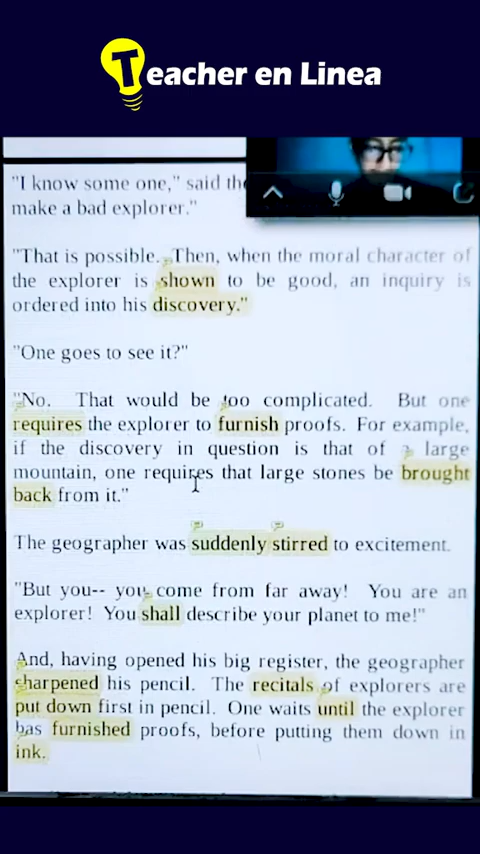 Teacher en Linea
"I know some one," said the
make a bad explorer."
"That is possible. Then, when the moral character of
the explorer is shown to be good, an inquiry is
ordered into his discovery."
"One goes to see it?"
"No. That would be too complicated. But one
requires the explorer to furnish proofs. For example,
if the discovery in question is that of a large
mountain, one requires that large stones be brought
back from it."
The geographer was suddenly stirred to excitement.
"But you-- you come from far away! You are an
explorer! You shall describe your planet to me!"
And, having opened his big register, the geographer
sharpened his pencil. The recitals of explorers are
put down first in pencil. One waits until the explorer
has furnished proofs, before putting them down in
ink.